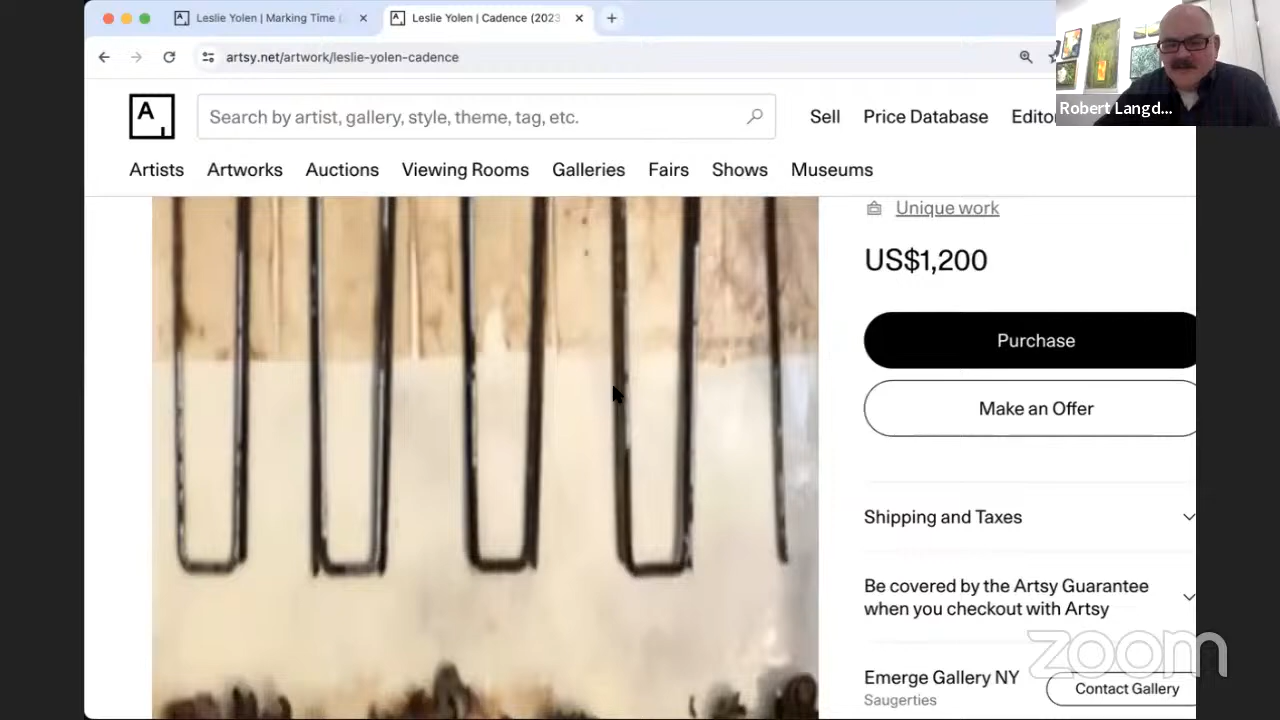 Leslie Yolen | Marking Time (
Leslie Yolen | Cadence (2023
artsy.net/artwork/leslie-yolen-cadence
Robert Langd...
A
Search by artist, gallery, style, theme, tag, etc.
Sell
Price Database
Editor
Artists
Artworks
Auctions
Viewing Rooms
Galleries
Fairs
Shows
Museums
Unique work
US$1,200
Purchase
Make an Offer
Shipping and Taxes
Be covered by the Artsy Guarantee
when you checkout with Artsy
Emerge Gallery NY
Saugerties
Contact Gallery
zoom